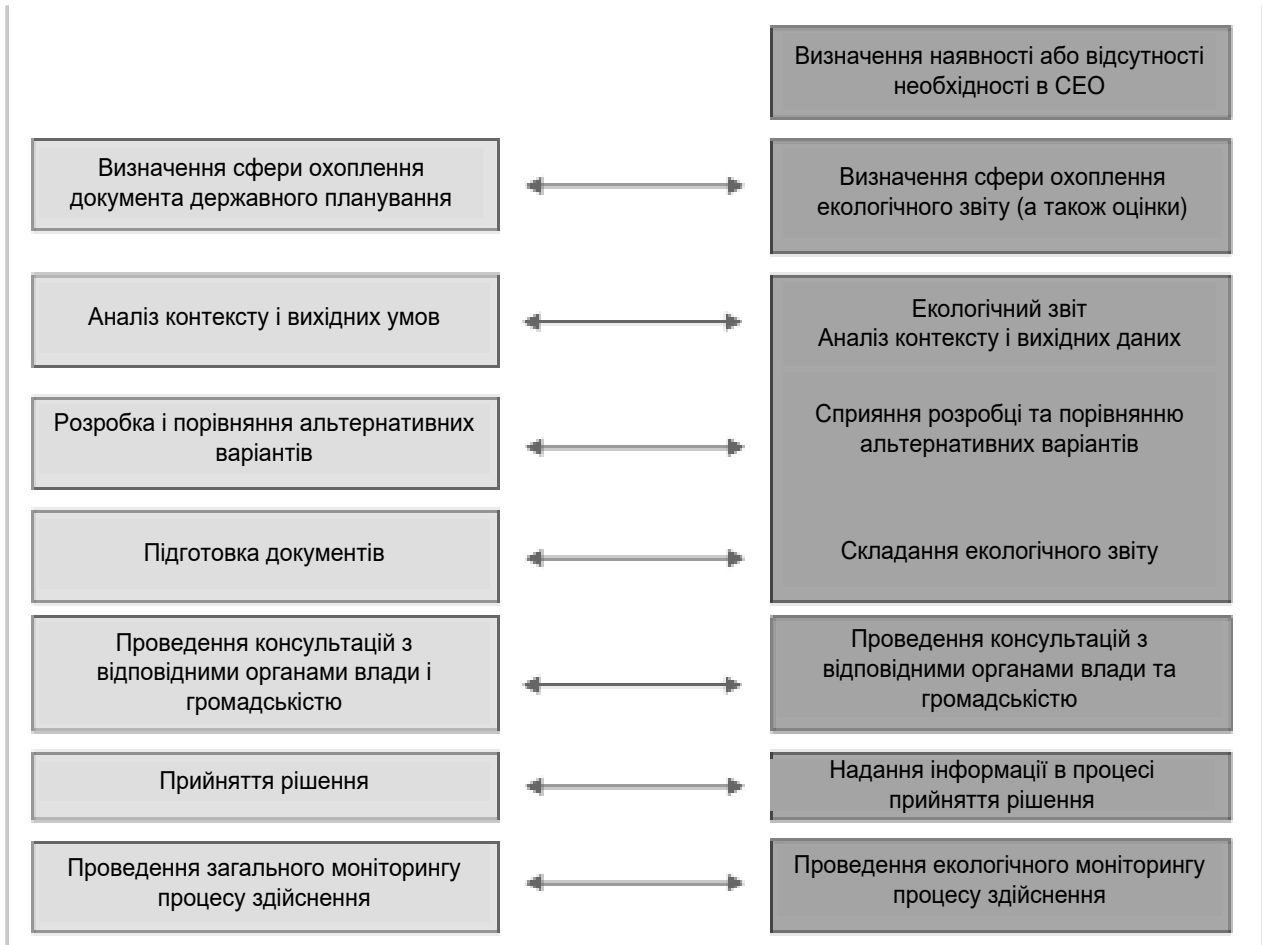 Визначення наявності або відсутності
необхідності в СЕО
Визначення сфери охоплення
документа державного планування
Визначення сфери охоплення
екологічного звіту (а також оцінки)
Аналіз контексту і вихідних умов
Екологічний звіт
Аналіз контексту і вихідних даних
Розробка і порівняння альтернативних
варіантів
Сприяння розробці та порівнянню
альтернативних варіантів
Підготовка документів
Складання екологічного звіту
Проведення консультацій з
відповідними органами влади і
громадськістю
Проведення консультацій з
відповідними органами влади та
громадськістю
Прийняття рішення
Надання інформації в процесі
прийняття рішення
Проведення загального моніторингу
процесу здійснення
Проведення екологічного моніторингу
процесу здійснення